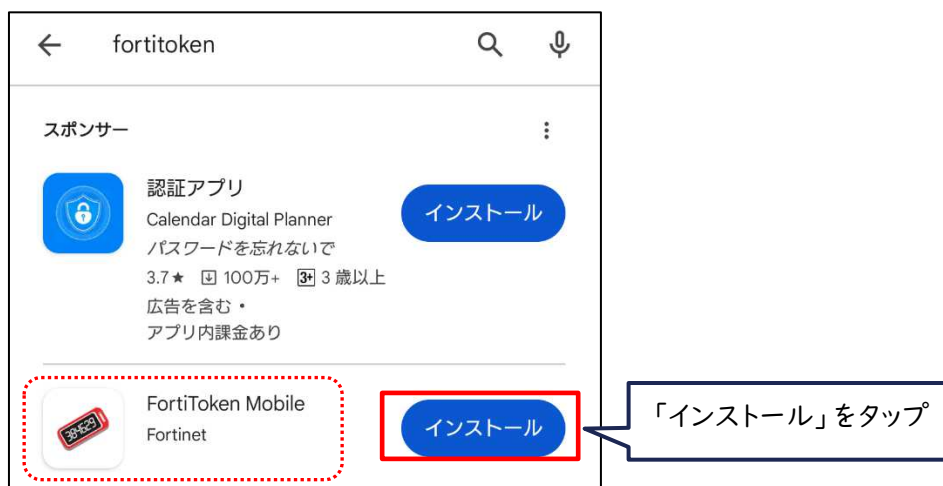 fortitoken
スポンサー
認証アプリ
Calendar Digital Planner
パスワードを忘れないで
3.7★ 100万+ 3+ 3 歳以上
広告を含む・
アプリ内課金あり
インストール
FortiToken Mobile
Fortinet
インストール
「インストール」をタップ